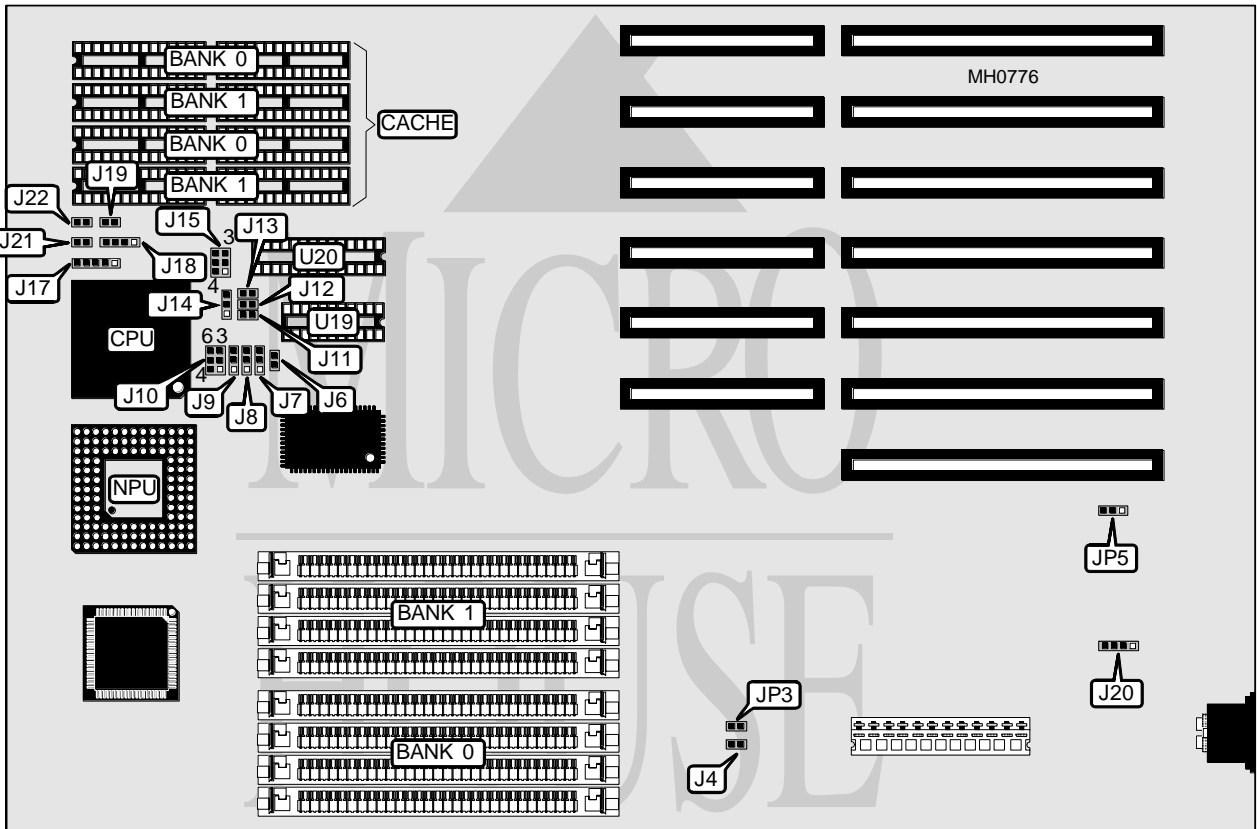 BANK 0
MH0776
BANK 1
CACHE
BANK 0
J19
BANK 1
J22
J15
J13
3
J21
U20
J18
J17
4
J12
J14
U19
CPU
63
J11
4
J10
J9
J7
J6
J8
MICRO
NPU
JP5
BANK 1
HOUSE
J20
JP3
BANK 0
J4